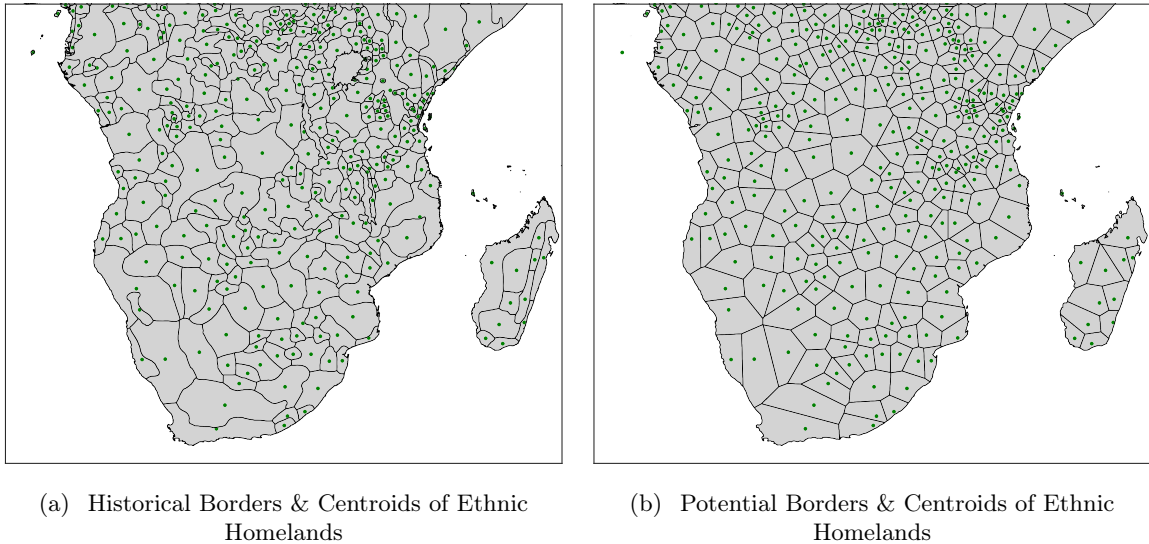 (a) Historical Borders & Centroids of Ethnic
Homelands
(b) Potential Borders & Centroids of Ethnic
Homelands